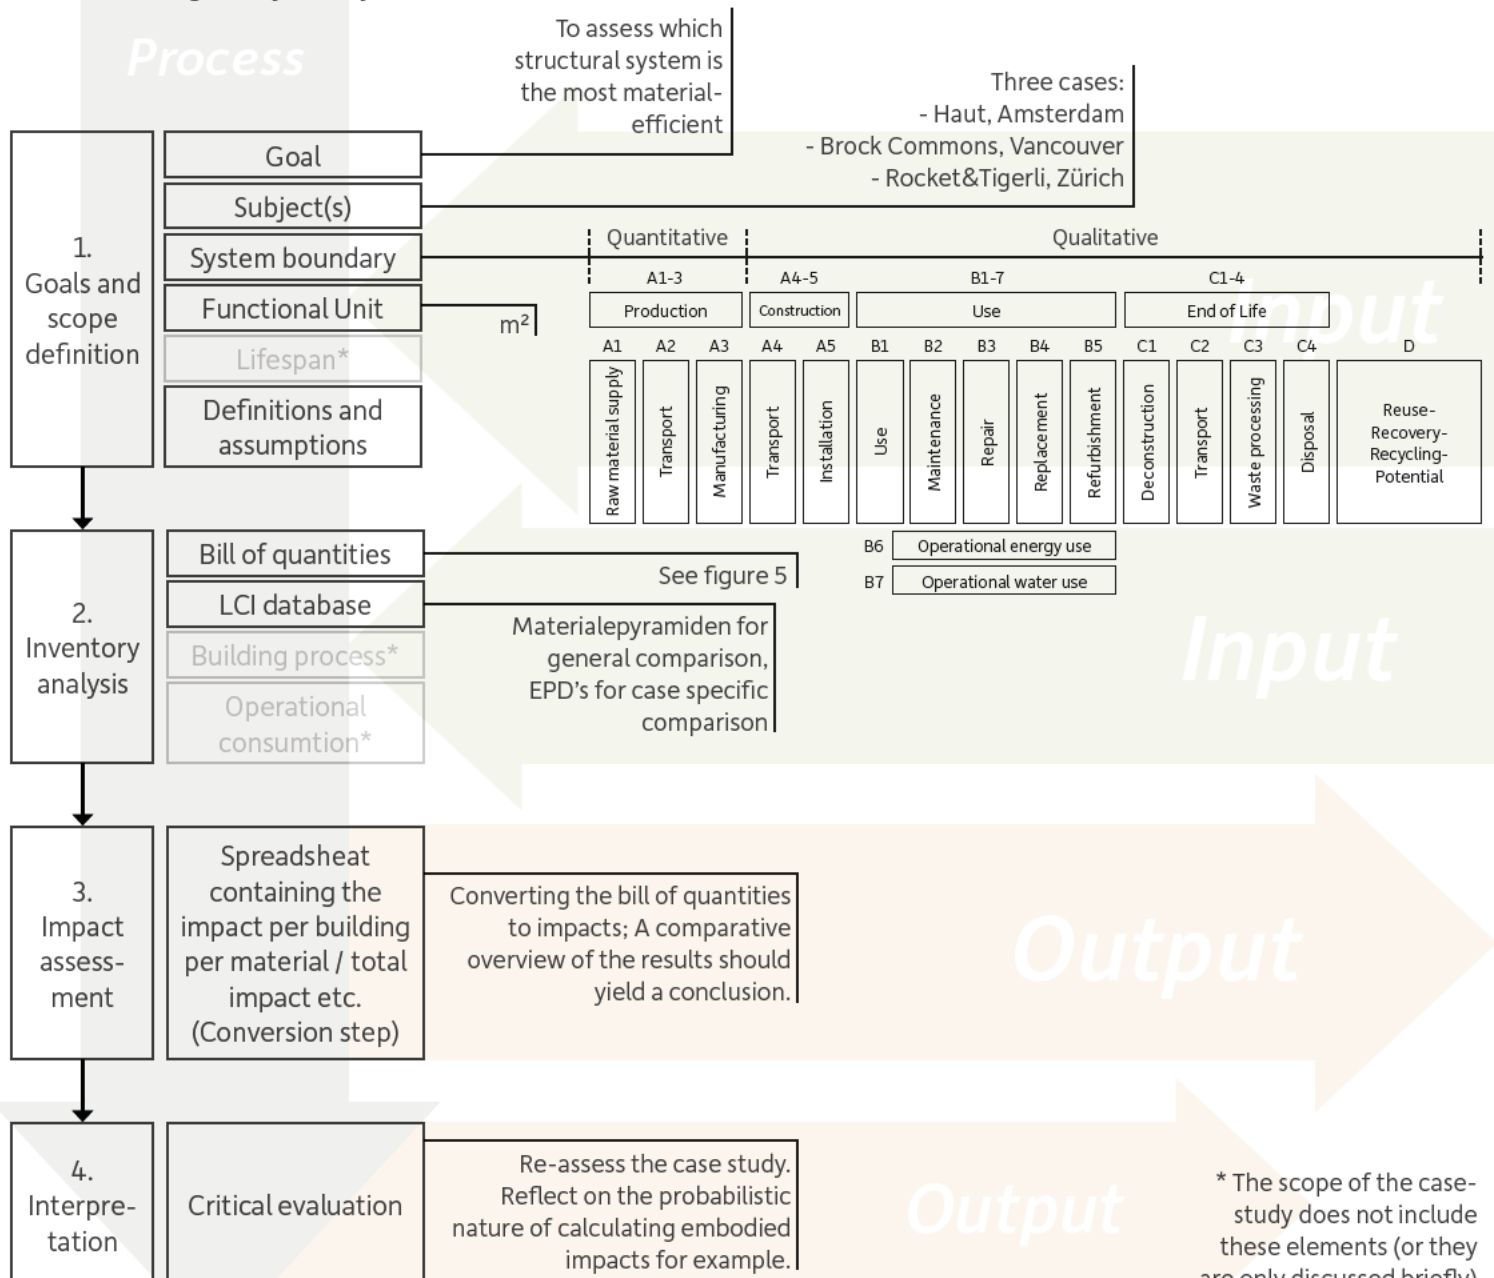 Process
To assess which
structural system is
the most material-
efficient
Three cases:
- Haut, Amsterdam
- Brock Commons, Vancouver
- Rocket&Tigerli, Zürich
1.
Goals and
scope
definition
Goal
Subject(s)
System boundary
Functional Unit
Lifespan*
Definitions and
assumptions
m²
Quantitative
Qualitative
A1-3
A4-5
B1-7
C1-4
Production
Construction
Use
End of Life
Input
A1
A2
A3
A4
A5
B1
B2
B3
B4
B5
C1
C2
C3
C4
D
Raw material supply
Transport
Manufacturing
Transport
Installation
Use
Maintenance
Repair
Replacement
Refurbishment
Deconstruction
Transport
Waste processing
Disposal
Reuse-
Recovery-
Recycling-
Potential
B6
Operational energy use
B7
Operational water use
2.
Inventory
analysis
Bill of quantities
LCI database
Building process*
Operational
consumtion*
See figure 5
Materialepyramiden for
general comparison,
EPD's for case specific
comparison
Input
3.
Impact
assess-
ment
Spreadsheat
containing the
impact per building
per material / total
impact etc.
(Conversion step)
Converting the bill of quantities
to impacts; A comparative
overview of the results should
yield a conclusion.
Output
4.
Interpre-
tation
Critical evaluation
Re-assess the case study.
Reflect on the probabilistic
nature of calculating embodied
impacts for example.
Output
* The scope of the case-
study does not include
these elements (or they
are only discussed briefly)